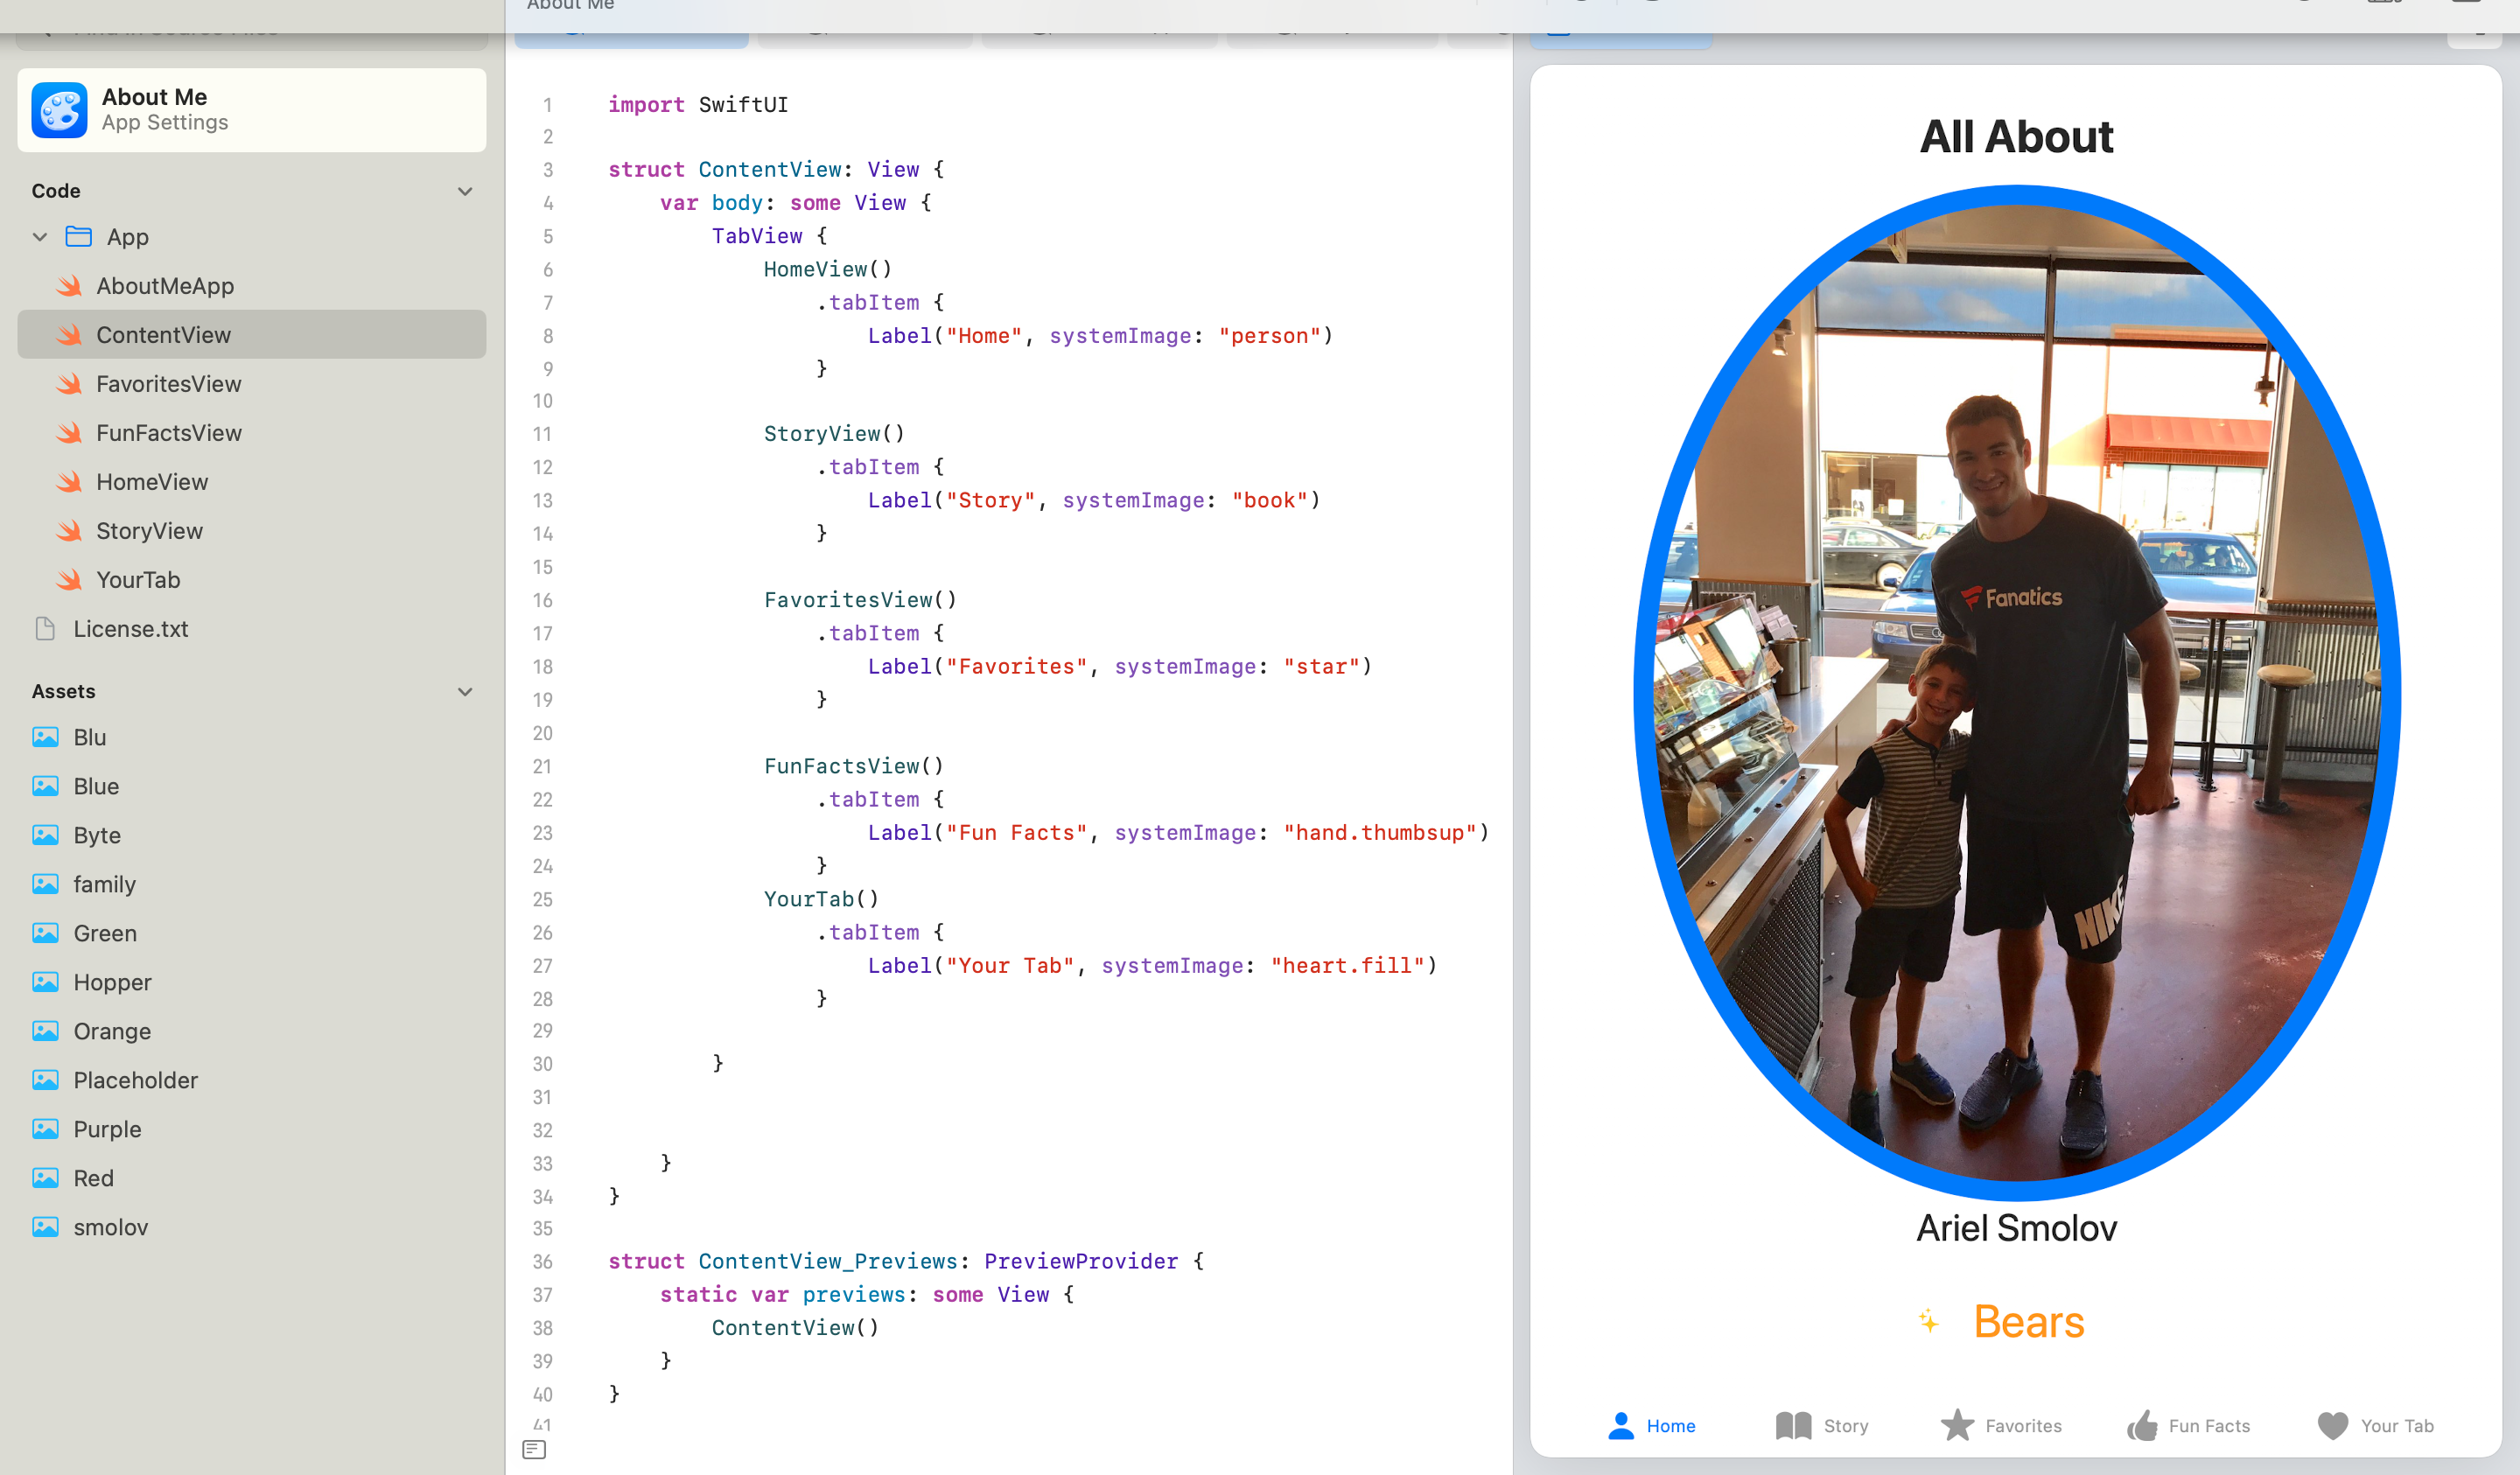 About Me
About Me
App Settings
Code
App
AboutMeApp
ContentView
FavoritesView
FunFactsView
HomeView
StoryView
YourTab
License.txt
Assets
Blu
Blue
Byte
family
Green
Hopper
Orange
Placeholder
Purple
Red
smolov
1 import SwiftUI
2
3 struct ContentView: View {
4 var body: some View {
5 TabView {
6 HomeView()
7 .tabItem {
8 Label("Home", systemImage: "person")
9 }
10
11 StoryView()
12 .tabItem {
13 Label("Story", systemImage: "book")
14 }
15
16 FavoritesView()
17 .tabItem {
18 Label("Favorites", systemImage: "star")
19 }
20
21 FunFactsView()
22 .tabItem {
23 Label("Fun Facts", systemImage: "hand.thumbsup")
24 }
25 YourTab()
26 .tabItem {
27 Label("Your Tab", systemImage: "heart.fill")
28 }
29
30 }
31
32
33 }
34 }
35
36 struct ContentView_Previews: PreviewProvider {
37 static var previews: some View {
38 ContentView()
39 }
40 }
41
All About
Fanatics
NIKE
Ariel Smolov
✨ Bears
Home Story Favorites Fun Facts Your Tab